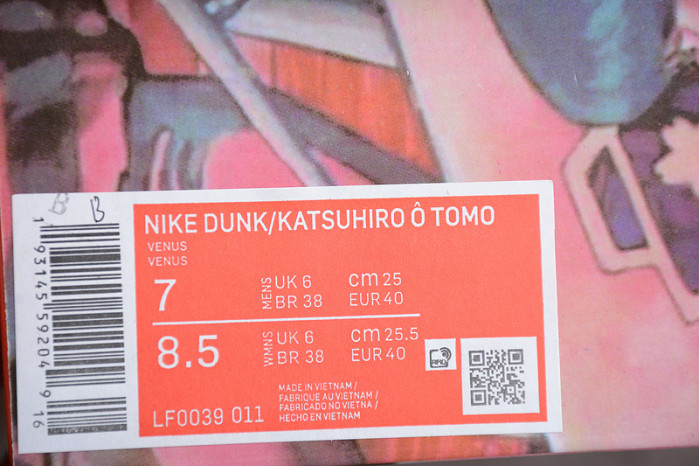 B B
1 93145 59204 9 16
NIKE DUNK/KATSUHIRO Ô TOMO
VENUS
VENUS
7 MENS UK 6 cm 25
BR 38 EUR 40
8.5 WMNS UK 6 cm 25.5
BR 38 EUR 40
RFID
LF0039 011
MADE IN VIETNAM /
FABRIQUE AU VIETNAM /
FABRICADO NO VIETNA /
HECHO EN VIETNAM